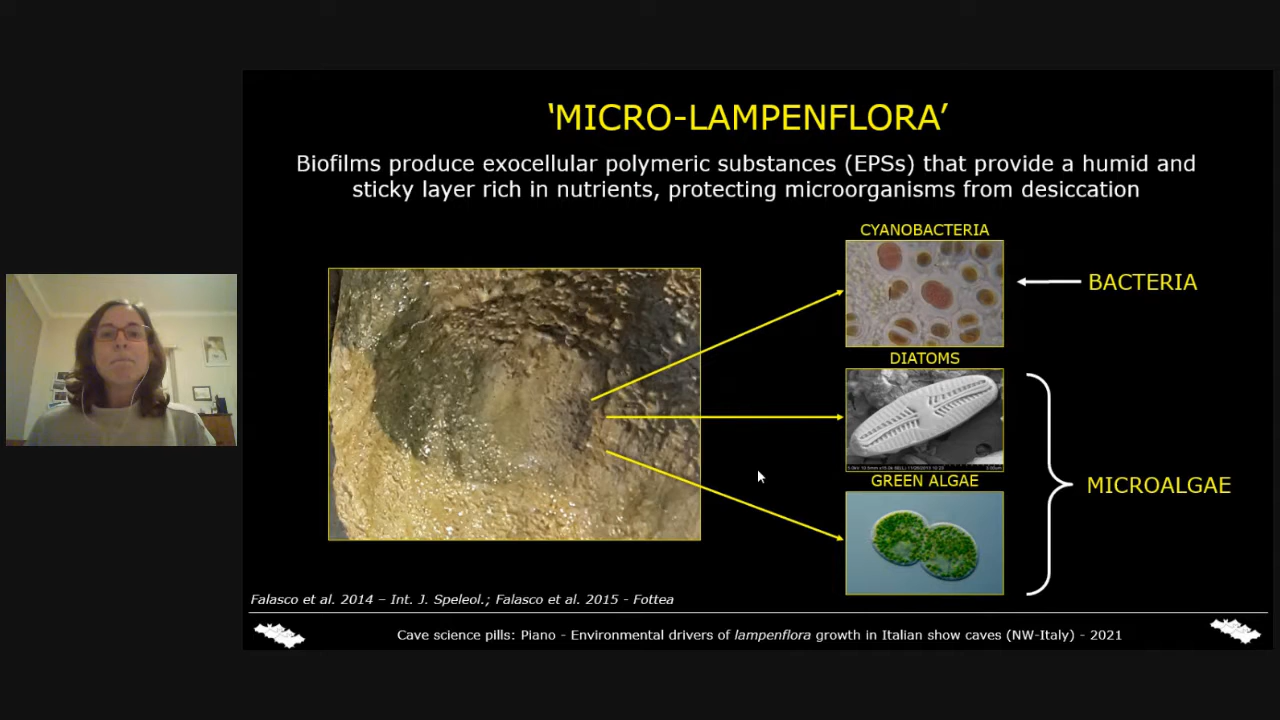 ‘MICRO-LAMPENFLORA’
Biofilms produce exocellular polymeric substances (EPSs) that provide a humid and
sticky layer rich in nutrients, protecting microorganisms from desiccation
CYANOBACTERIA
BACTERIA
DIATOMS
GREEN ALGAE
MICROALGAE
Falasco et al. 2014 – Int. J. Speleol.; Falasco et al. 2015 - Fottea
Cave science pills: Piano - Environmental drivers of lampenflora growth in Italian show caves (NW-Italy) - 2021